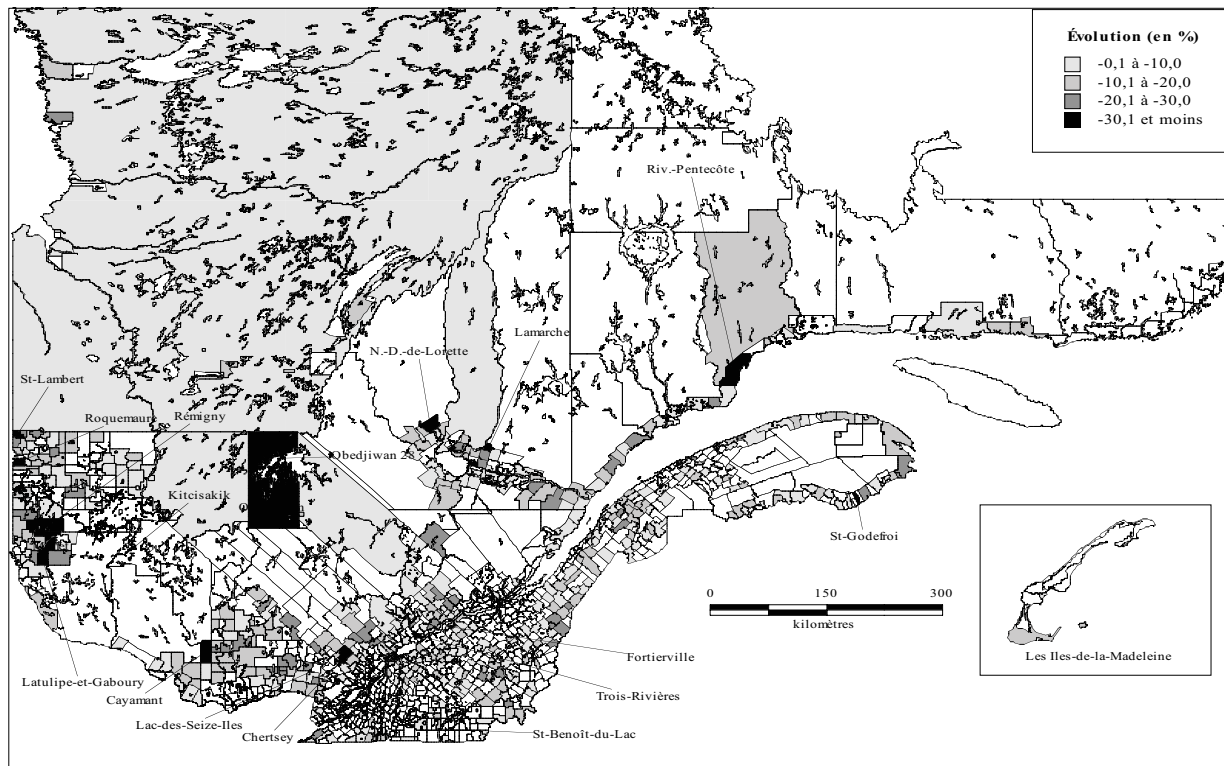 Évolution (en %)
-0,1 à -10,0
-10,1 à -20,0
-20,1 à -30,0
-30,1 et moins
Riv.-Pentecôte
Lamarche
N.-D.-de-Lorette
St-Lambert
Roquemaure
Rémigny
Obedjiwan 28
Kitcisakik
St-Godefroi
0 150 300
kilomètres
Fortierville
Les Iles-de-la-Madeleine
Latulipe-et-Gaboury
Cayamant
Trois-Rivières
Lac-des-Seize-Iles
Chertsey
St-Benoît-du-Lac